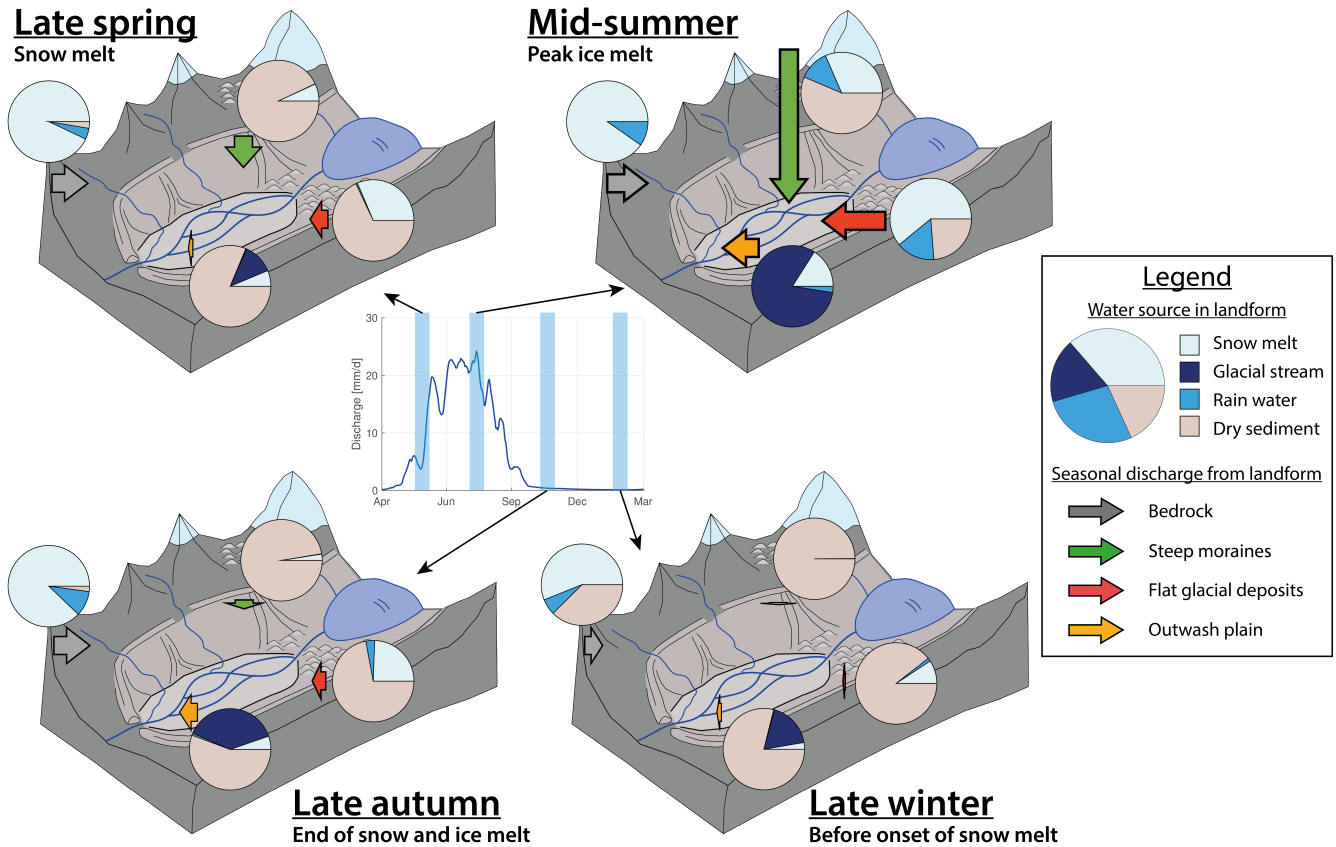 Late spring
Snow melt
Mid-summer
Peak ice melt
30
20
10
0
Discharge [mm/d]
Apr
Jun
Sep
Dec
Mar
Legend
Water source in landform
Snow melt
Glacial stream
Rain water
Dry sediment
Seasonal discharge from landform
Bedrock
Steep moraines
Flat glacial deposits
Outwash plain
Late autumn
End of snow and ice melt
Late winter
Before onset of snow melt